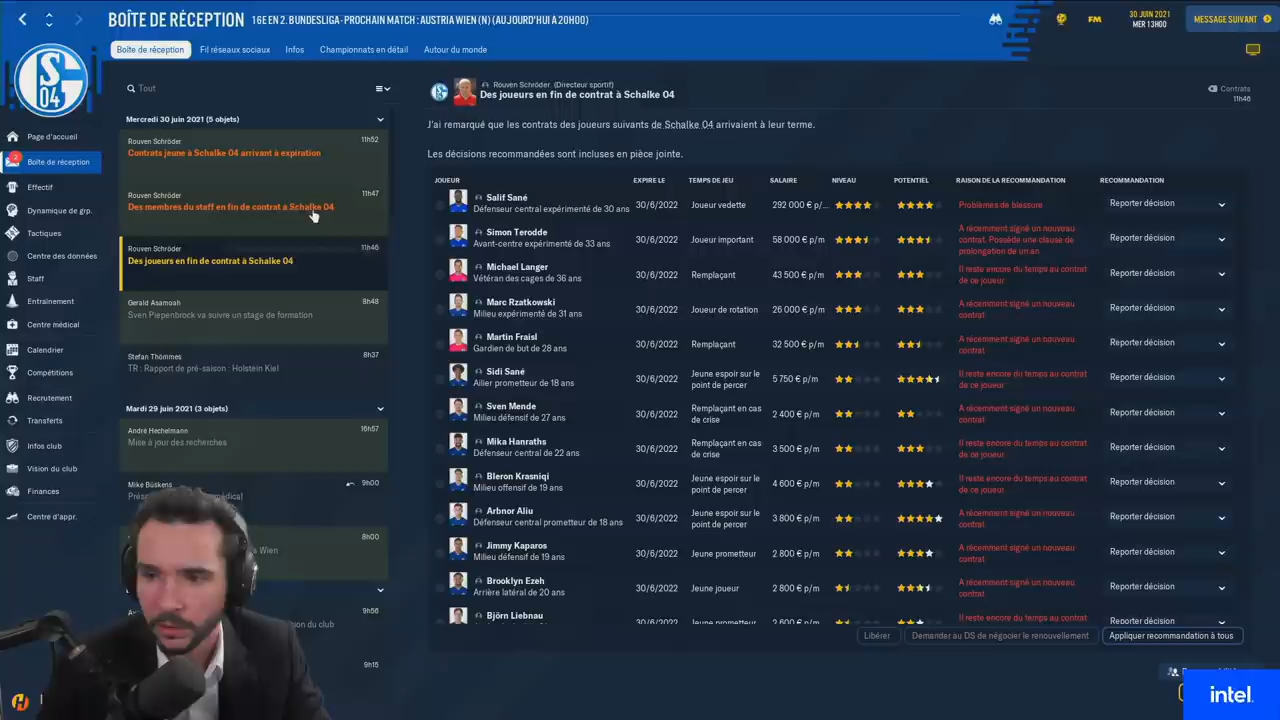 BOÎTE DE RÉCEPTION
16E EN 2. BUNDESLIGA - PROCHAIN MATCH : AUSTRIA WIEN (N) (AUJOURD'HUI A 20H00)
FM
30 JUIN 2021
MER 13H00
MESSAGE SUIVANT
Boîte de réception
Fil réseaux sociaux
Infos
Championnats en détail
Autour du monde
S
04
Page d'accueil
2
Boîte de réception
Effectif
Dynamique de grp.
Tactiques
Centre des données
Staff
Entraînement
Centre médical
Calendrier
Compétitions
Recrutement
Transferts
Infos club
Vision du club
Finances
Centre d'appr.
Tout
Mercredi 30 juin 2021 (5 objets)
Rouven Schröder
11h52
Contrats jeune à Schalke 04 arrivant à expiration
Rouven Schröder
11h47
Des membres du staff en fin de contrat à Schalke 04
Rouven Schröder
11h46
Des joueurs en fin de contrat à Schalke 04
Gerald Asamoah
8h48
Sven Piepenbrock va suivre un stage de formation
Stefan Thömmes
8h37
TR : Rapport de pré-saison : Holstein Kiel
Mardi 29 juin 2021 (3 objets)
André Hechelmann
16h57
Mise à jour des recherches
Mike Büskens
9h00
8h00
Wien
9h56
du club
9h15
Rouven Schröder. (Directeur sportif)
Des joueurs en fin de contrat à Schalke 04
Contrats
11h46
J'ai remarqué que les contrats des joueurs suivants de Schalke 04 arrivaient à leur terme.
Les décisions recommandées sont incluses en pièce jointe.
JOUEUR EXPIRE LE TEMPS DE JEU SALAIRE NIVEAU POTENTIEL RAISON DE LA RECOMMANDATION RECOMMANDATION
Salif Sané
Défenseur central expérimenté de 30 ans
30/6/2022
Joueur vedette
292 000 € p/...
Problèmes de blessure
Reporter décision
Simon Terodde
Avant-centre expérimenté de 33 ans
30/6/2022
Joueur important
58 000 € p/m
A récemment signé un nouveau
contrat. Possède une clause de
prolongation de un an
Reporter décision
Michael Langer
Vétéran des cages de 36 ans
30/6/2022
Remplaçant
43 500 € p/m
Il reste encore du temps au contrat
de ce joueur
Reporter décision
Marc Rzatkowski
Milieu expérimenté de 31 ans
30/6/2022
Joueur de rotation
26 000 € p/m
A récemment signé un nouveau
contrat
Reporter décision
Martin Fraisl
Gardien de but de 28 ans
30/6/2022
Remplaçant
32 500 € p/m
A récemment signé un nouveau
contrat
Reporter décision
Sidi Sané
Ailier prometteur de 18 ans
30/6/2022
Jeune espoir sur le
point de percer
5 750 € p/m
Il reste encore du temps au contrat
de ce joueur
Reporter décision
Sven Mende
Milieu défensif de 27 ans
30/6/2022
Remplaçant en cas
de crise
2 400 € p/m
A récemment signé un nouveau
contrat
Reporter décision
Mika Hanraths
Défenseur central de 22 ans
30/6/2022
Remplaçant en cas
de crise
3 500 € p/m
Il reste encore du temps au contrat
de ce joueur
Reporter décision
Bleron Krasniqi
Milieu offensif de 19 ans
30/6/2022
Jeune espoir sur le
point de percer
4 600 € p/m
Il reste encore du temps au contrat
de ce joueur
Reporter décision
Arbnor Aliu
Défenseur central prometteur de 18 ans
30/6/2022
Jeune espoir sur le
point de percer
3 800 € p/m
A récemment signé un nouveau
contrat
Reporter décision
Jimmy Kaparos
Milieu défensif de 19 ans
30/6/2022
Jeune prometteur
2 800 € p/m
A récemment signé un nouveau
contrat
Reporter décision
Brooklyn Ezeh
Arrière latéral de 20 ans
30/6/2022
Jeune joueur
2 800 € p/m
A récemment signé un nouveau
contrat
Reporter décision
Björn Liebnau
30/6/2022
Jeune prometteur
2 600 € p/m
Il reste encore du temps au contrat
Reporter décision
Libérer
Demander au DS de négocier le renouvellement
Appliquer recommandation à tous
intel.